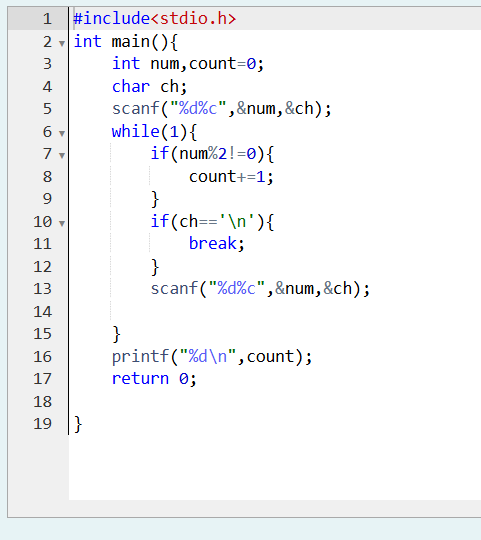 1 #include<stdio.h>
2 int main(){
3     int num,count=0;
4     char ch;
5     scanf("%d%c",&num,&ch);
6     while(1){
7         if(num%2!=0){
8             count+=1;
9         }
10         if(ch=='\n'){
11             break;
12         }
13         scanf("%d%c",&num,&ch);
14
15     }
16     printf("%d\n",count);
17     return 0;
18
19 }